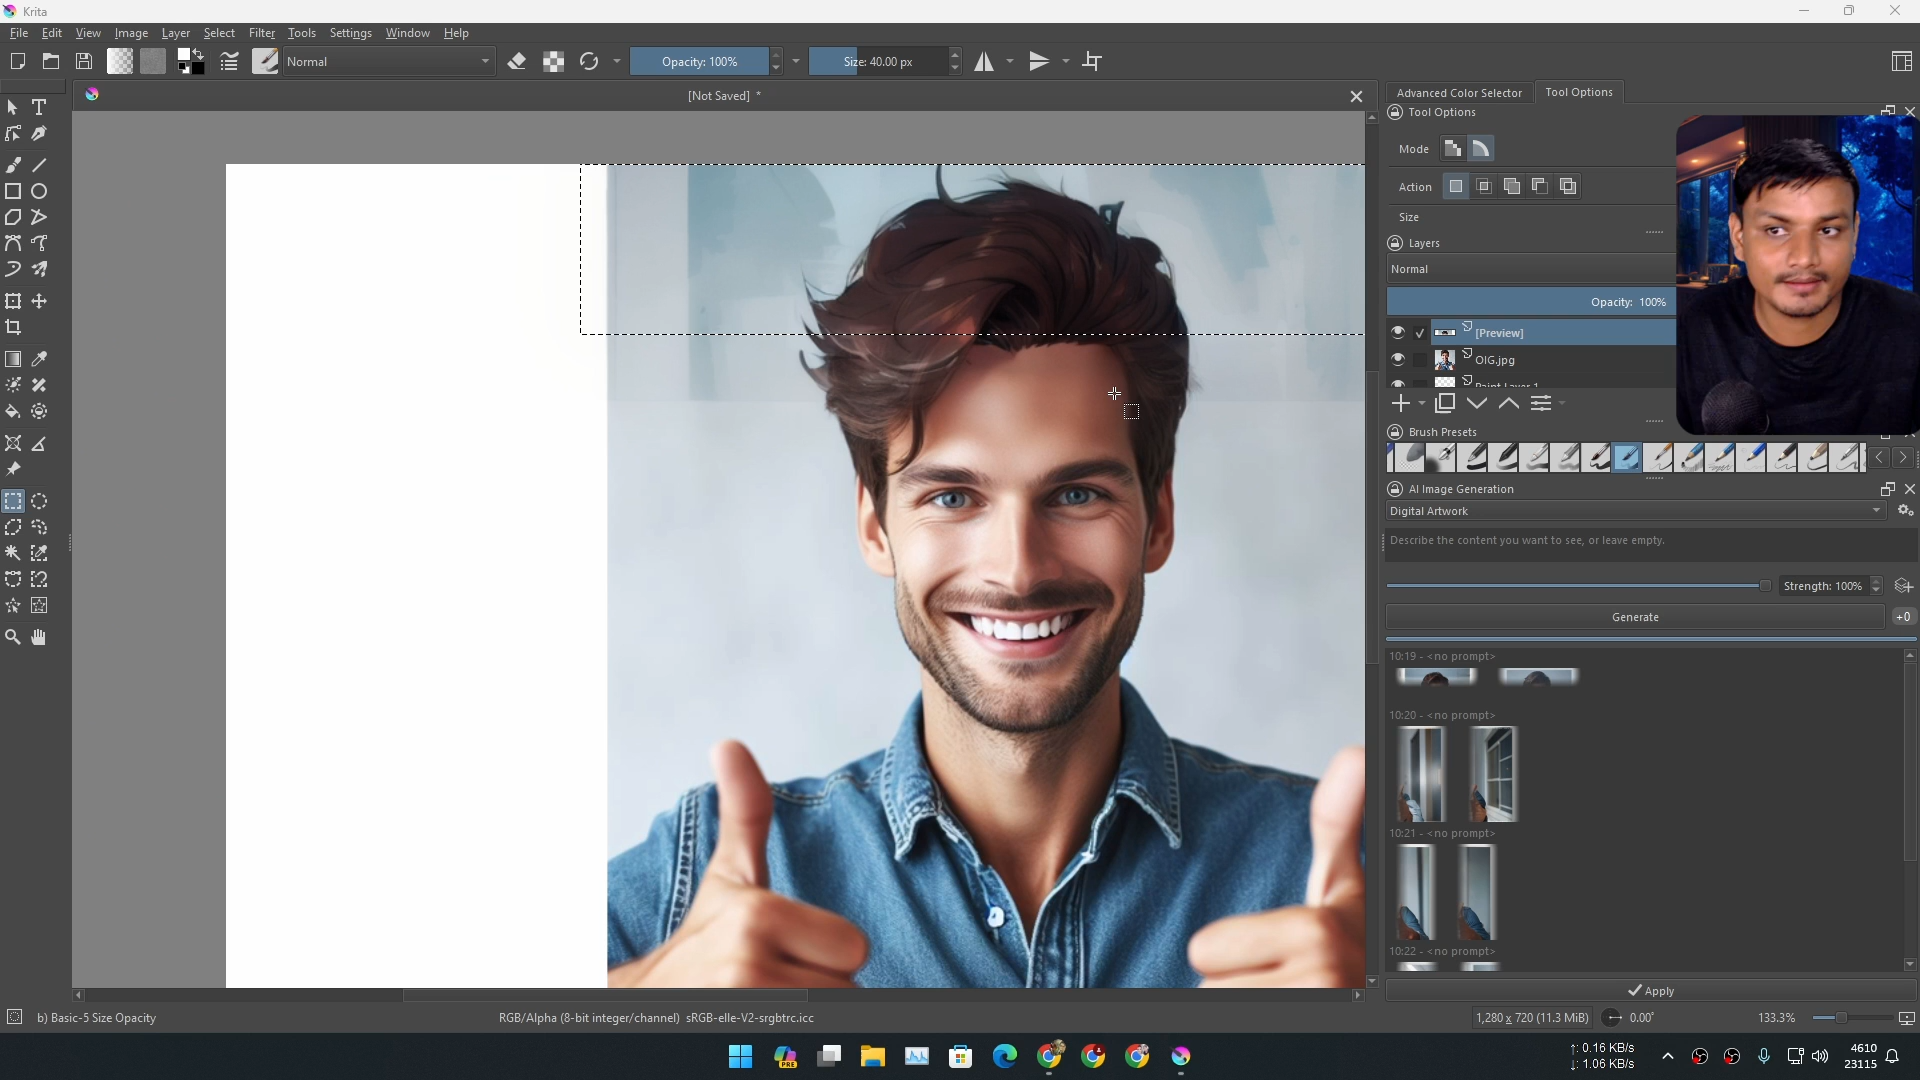 Krita
File Edit View Image Layer Select Filter Tools Settings Window Help
Normal
Opacity: 100%
Size: 40.00 px
[Not Saved] *
Advanced Color Selector
Tool Options
Tool Options
Mode
Action
Size
Layers
Normal
Opacity: 100%
[Preview]
OIG.jpg
Paint Layer 1
Brush Presets
AI Image Generation
Digital Artwork
Describe the content you want to see, or leave empty.
Strength: 100%
Generate
+0
10:19 - <no prompt>
10:20 - <no prompt>
10:21 - <no prompt>
10:22 - <no prompt>
Apply
b) Basic-5 Size Opacity
RGB/Alpha (8-bit integer/channel) sRGB-elle-V2-srgbtrc.icc
1,280 x 720 (11.3 MiB)
0.00°
133.3%
PRE
↑: 0.16 KB/s
↓: 1.06 KB/s
4610
23115